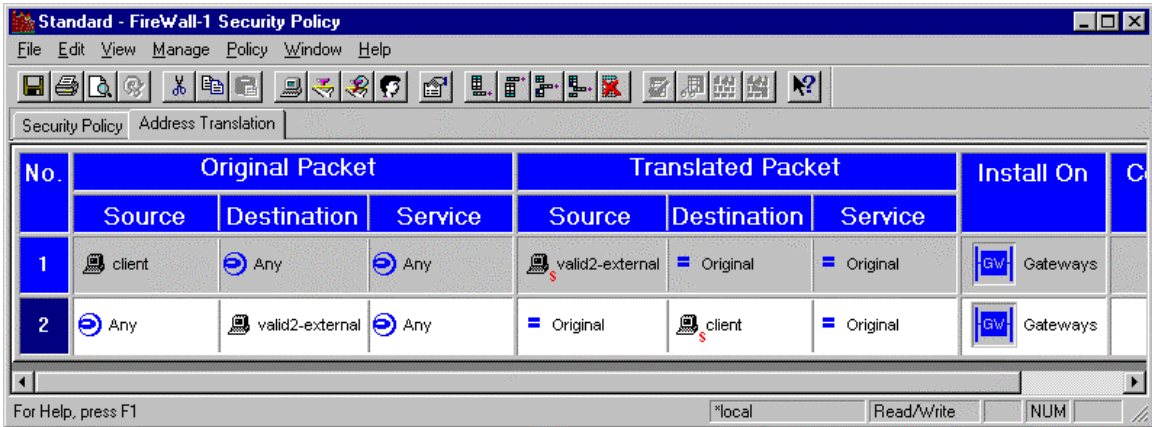 Standard - FireWall-1 Security Policy
File Edit View Manage Policy Window Help
Security Policy Address Translation
No. Original Packet Translated Packet Install On
Source Destination Service Source Destination Service
1 client Any Any valid2-external S = Original = Original GW Gateways
2 Any valid2-external Any = Original client S = Original GW Gateways
For Help, press F1 *local Read/Write NUM